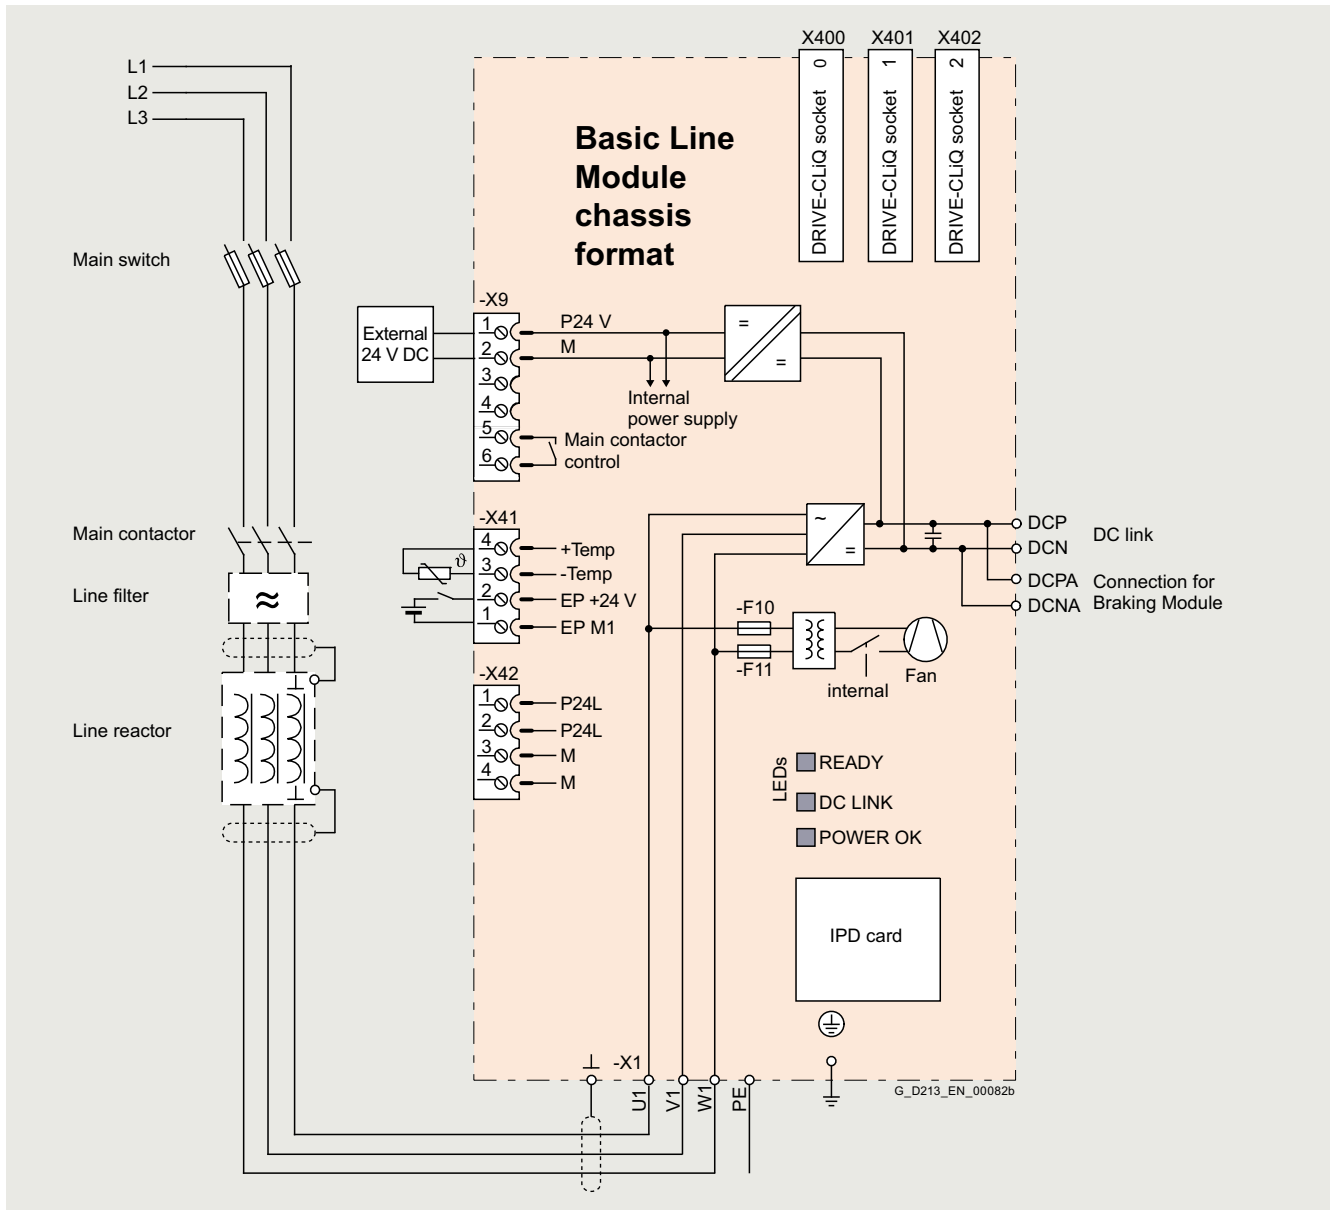 X400 X401 X402
L1
L2
L3
DRIVE-CLiQ socket 0
DRIVE-CLiQ socket 1
DRIVE-CLiQ socket 2
Basic Line
Module
chassis
format
Main switch
-X9
External
24 V DC
1
2
3
4
5
6
P24 V
M
=
=
Internal
power supply
Main contactor
control
Main contactor
-X41
4
3
2
1
ϑ
+Temp
-Temp
EP +24 V
EP M1
~
=
DCP
DCN
DC link
DCPA
DCNA
Connection for
Braking Module
Line filter
≈
-F10
-F11
internal
Fan
-X42
1
2
3
4
P24L
P24L
M
M
Line reactor
LEDs
READY
DC LINK
POWER OK
IPD card
-X1
U1
V1
W1
PE
G_D213_EN_00082b